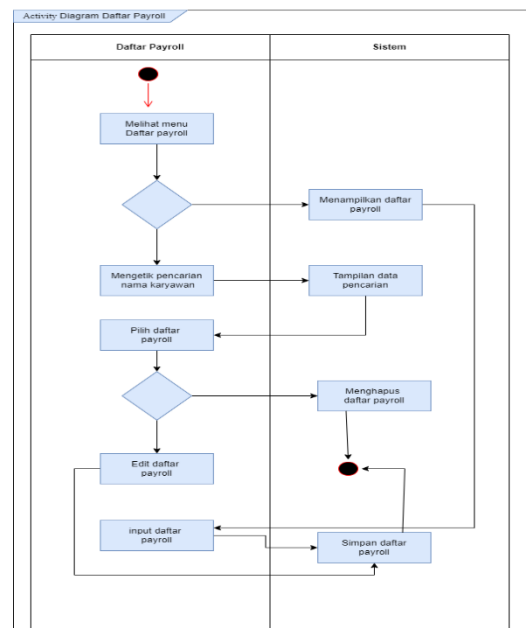 Activity Diagram Daftar Payroll
Daftar Payroll
Sistem
Melihat menu
Daftar payroll
Menampilkan daftar
payroll
Mengetik pencarian
nama karyawan
Tampilan data
pencarian
Pilih daftar
payroll
Menghapus
daftar payroll
Edit daftar
payroll
input daftar
payroll
Simpan daftar
payroll